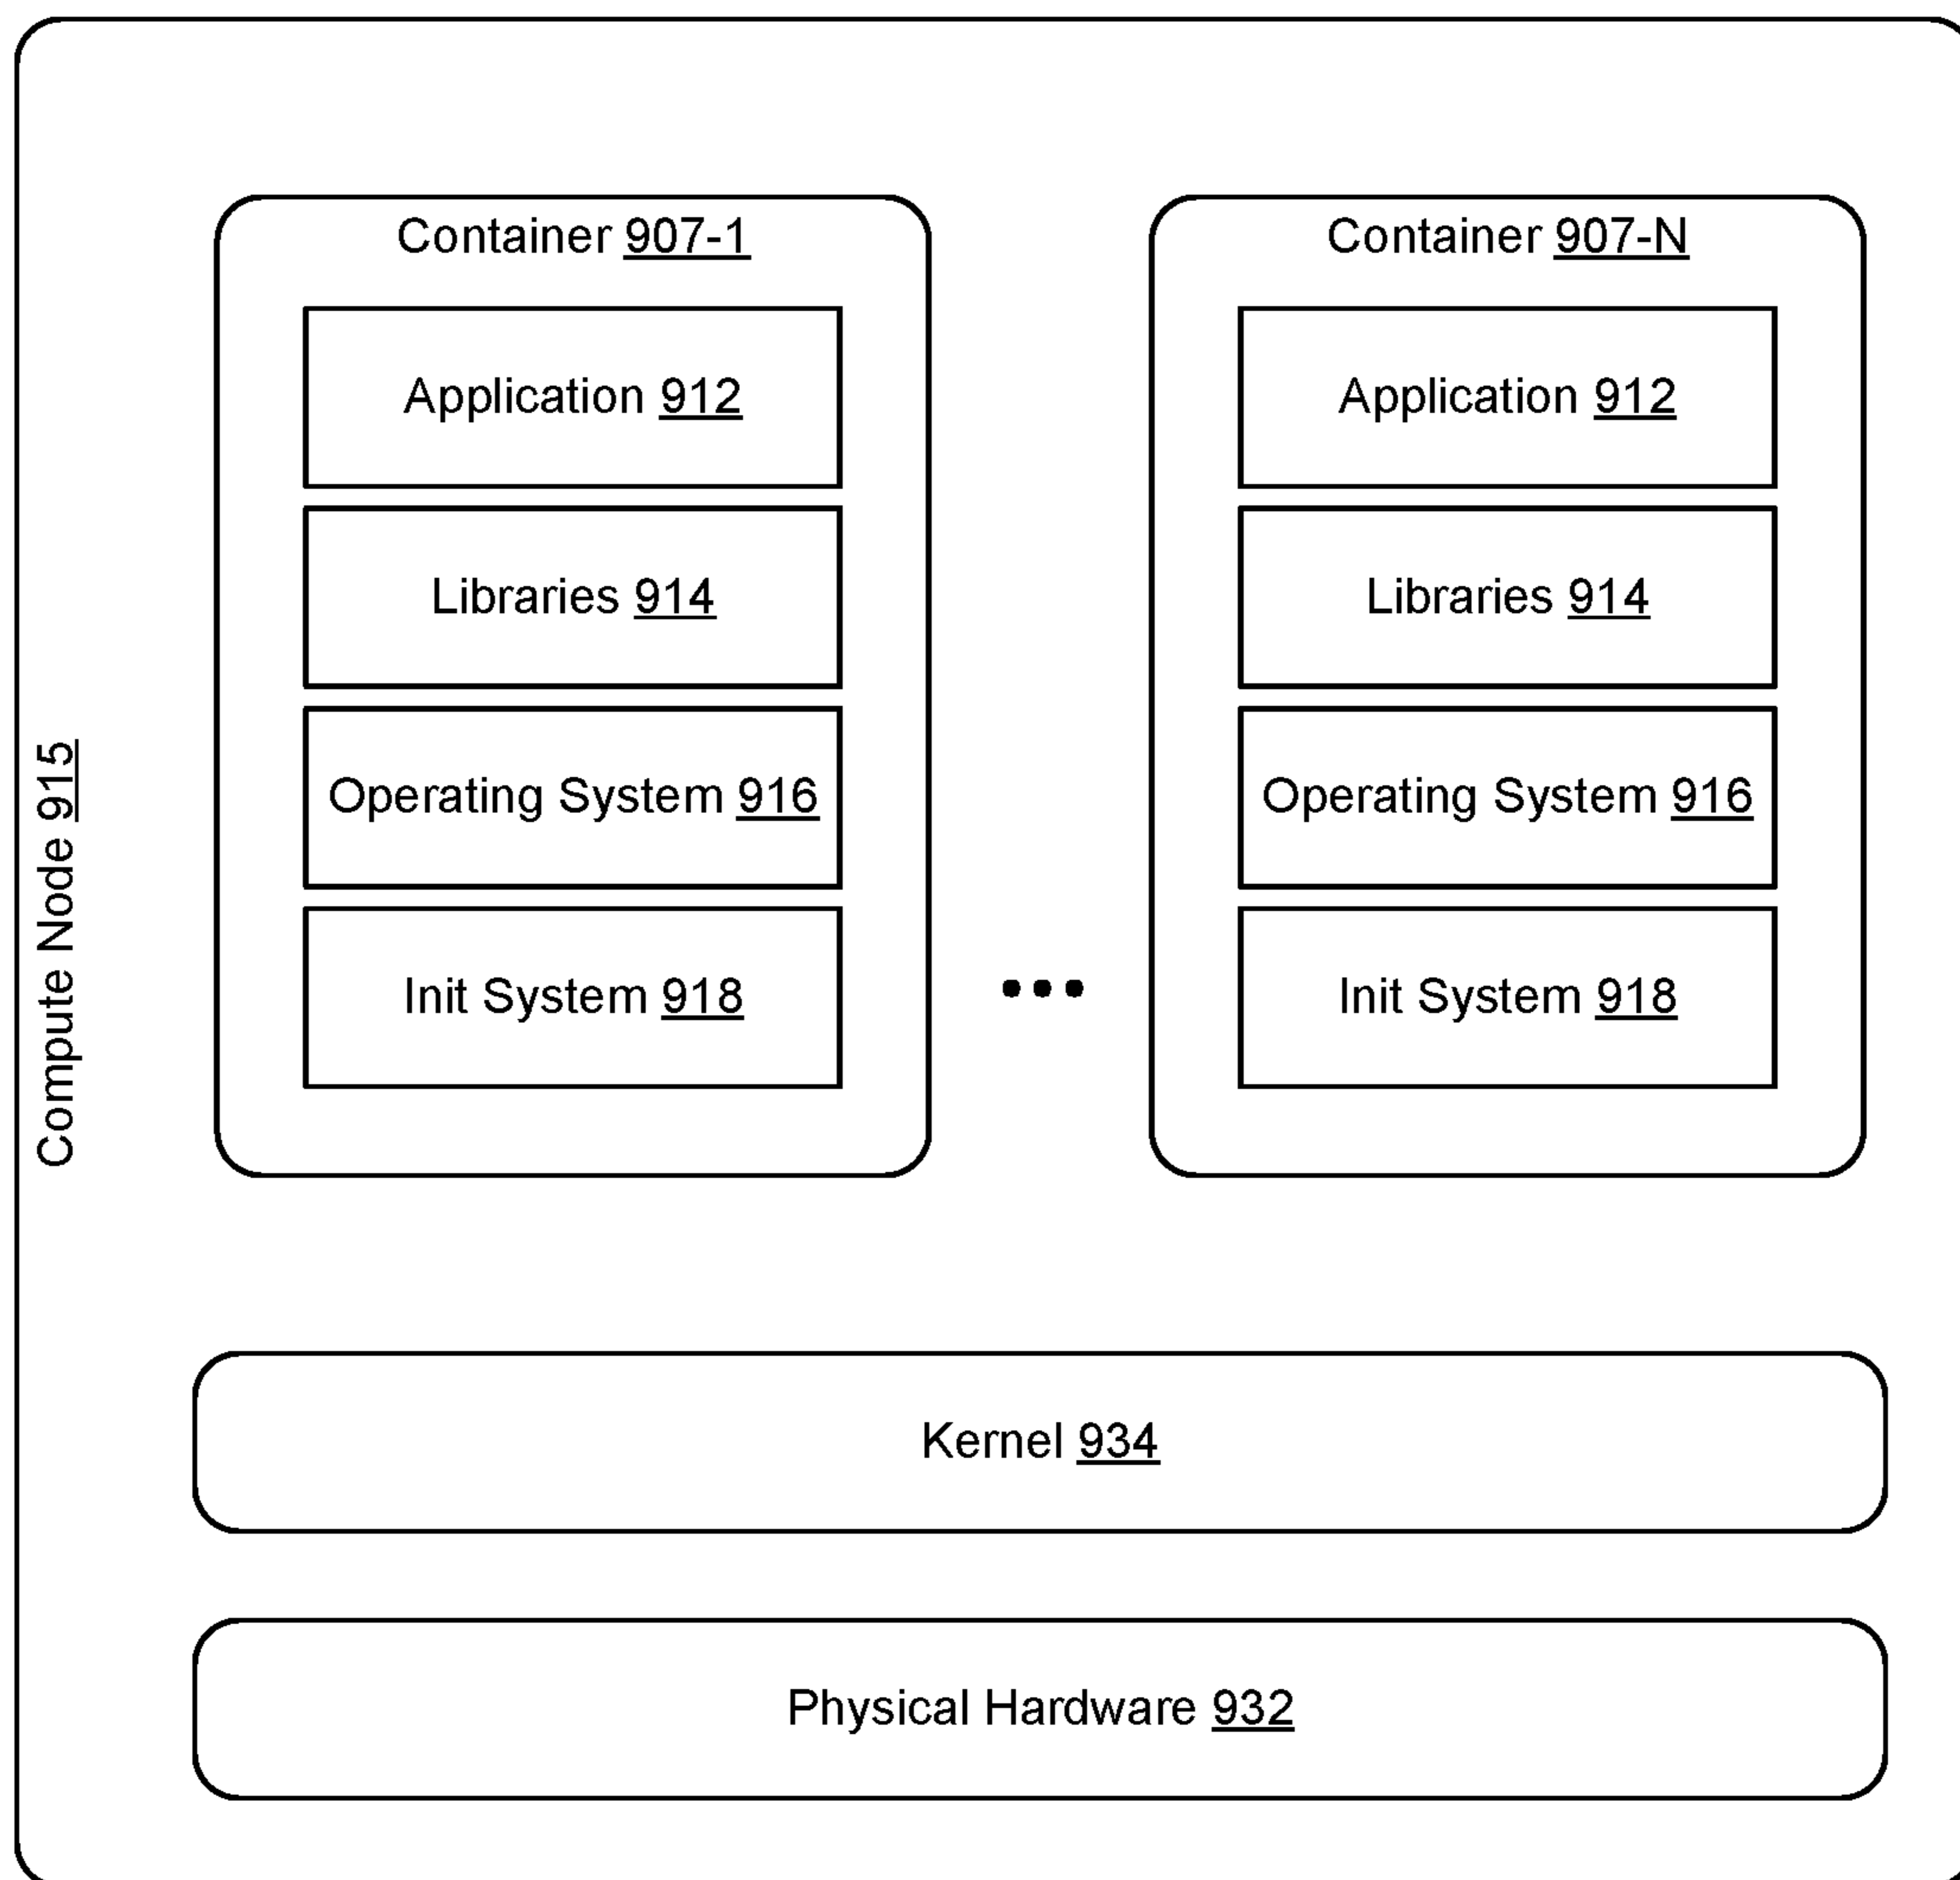 Compute Node 915
Container 907-1
Application 912
Libraries 914
Operating System 916
Init System 918
Container 907-N
Application 912
Libraries 914
Operating System 916
Init System 918
Kernel 934
Physical Hardware 932